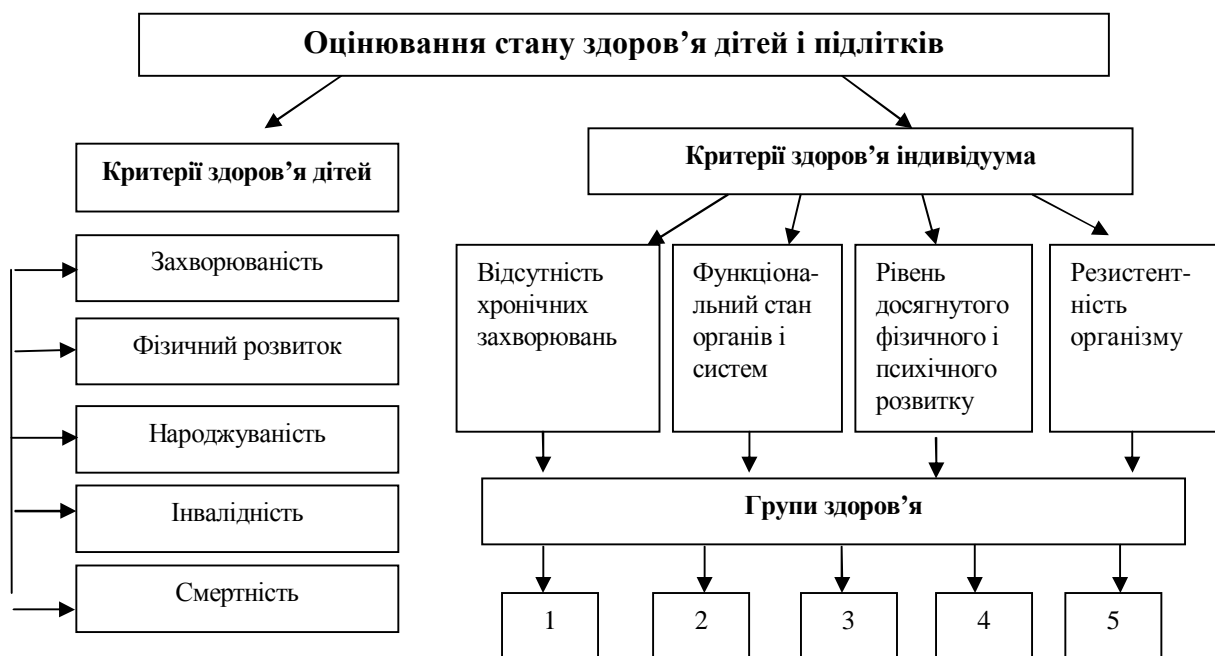 Оцінювання стану здоров’я дітей і підлітків
Критерії здоров’я дітей
Захворюваність
Фізичний розвиток
Народжуваність
Інвалідність
Смертність
Критерії здоров’я індивідуума
Відсутність
хронічних
захворювань
Функціона-
льний стан
органів і
систем
Рівень
досягнутого
фізичного і
психічного
розвитку
Резистент-
ність
організму
Групи здоров’я
1
2
3
4
5